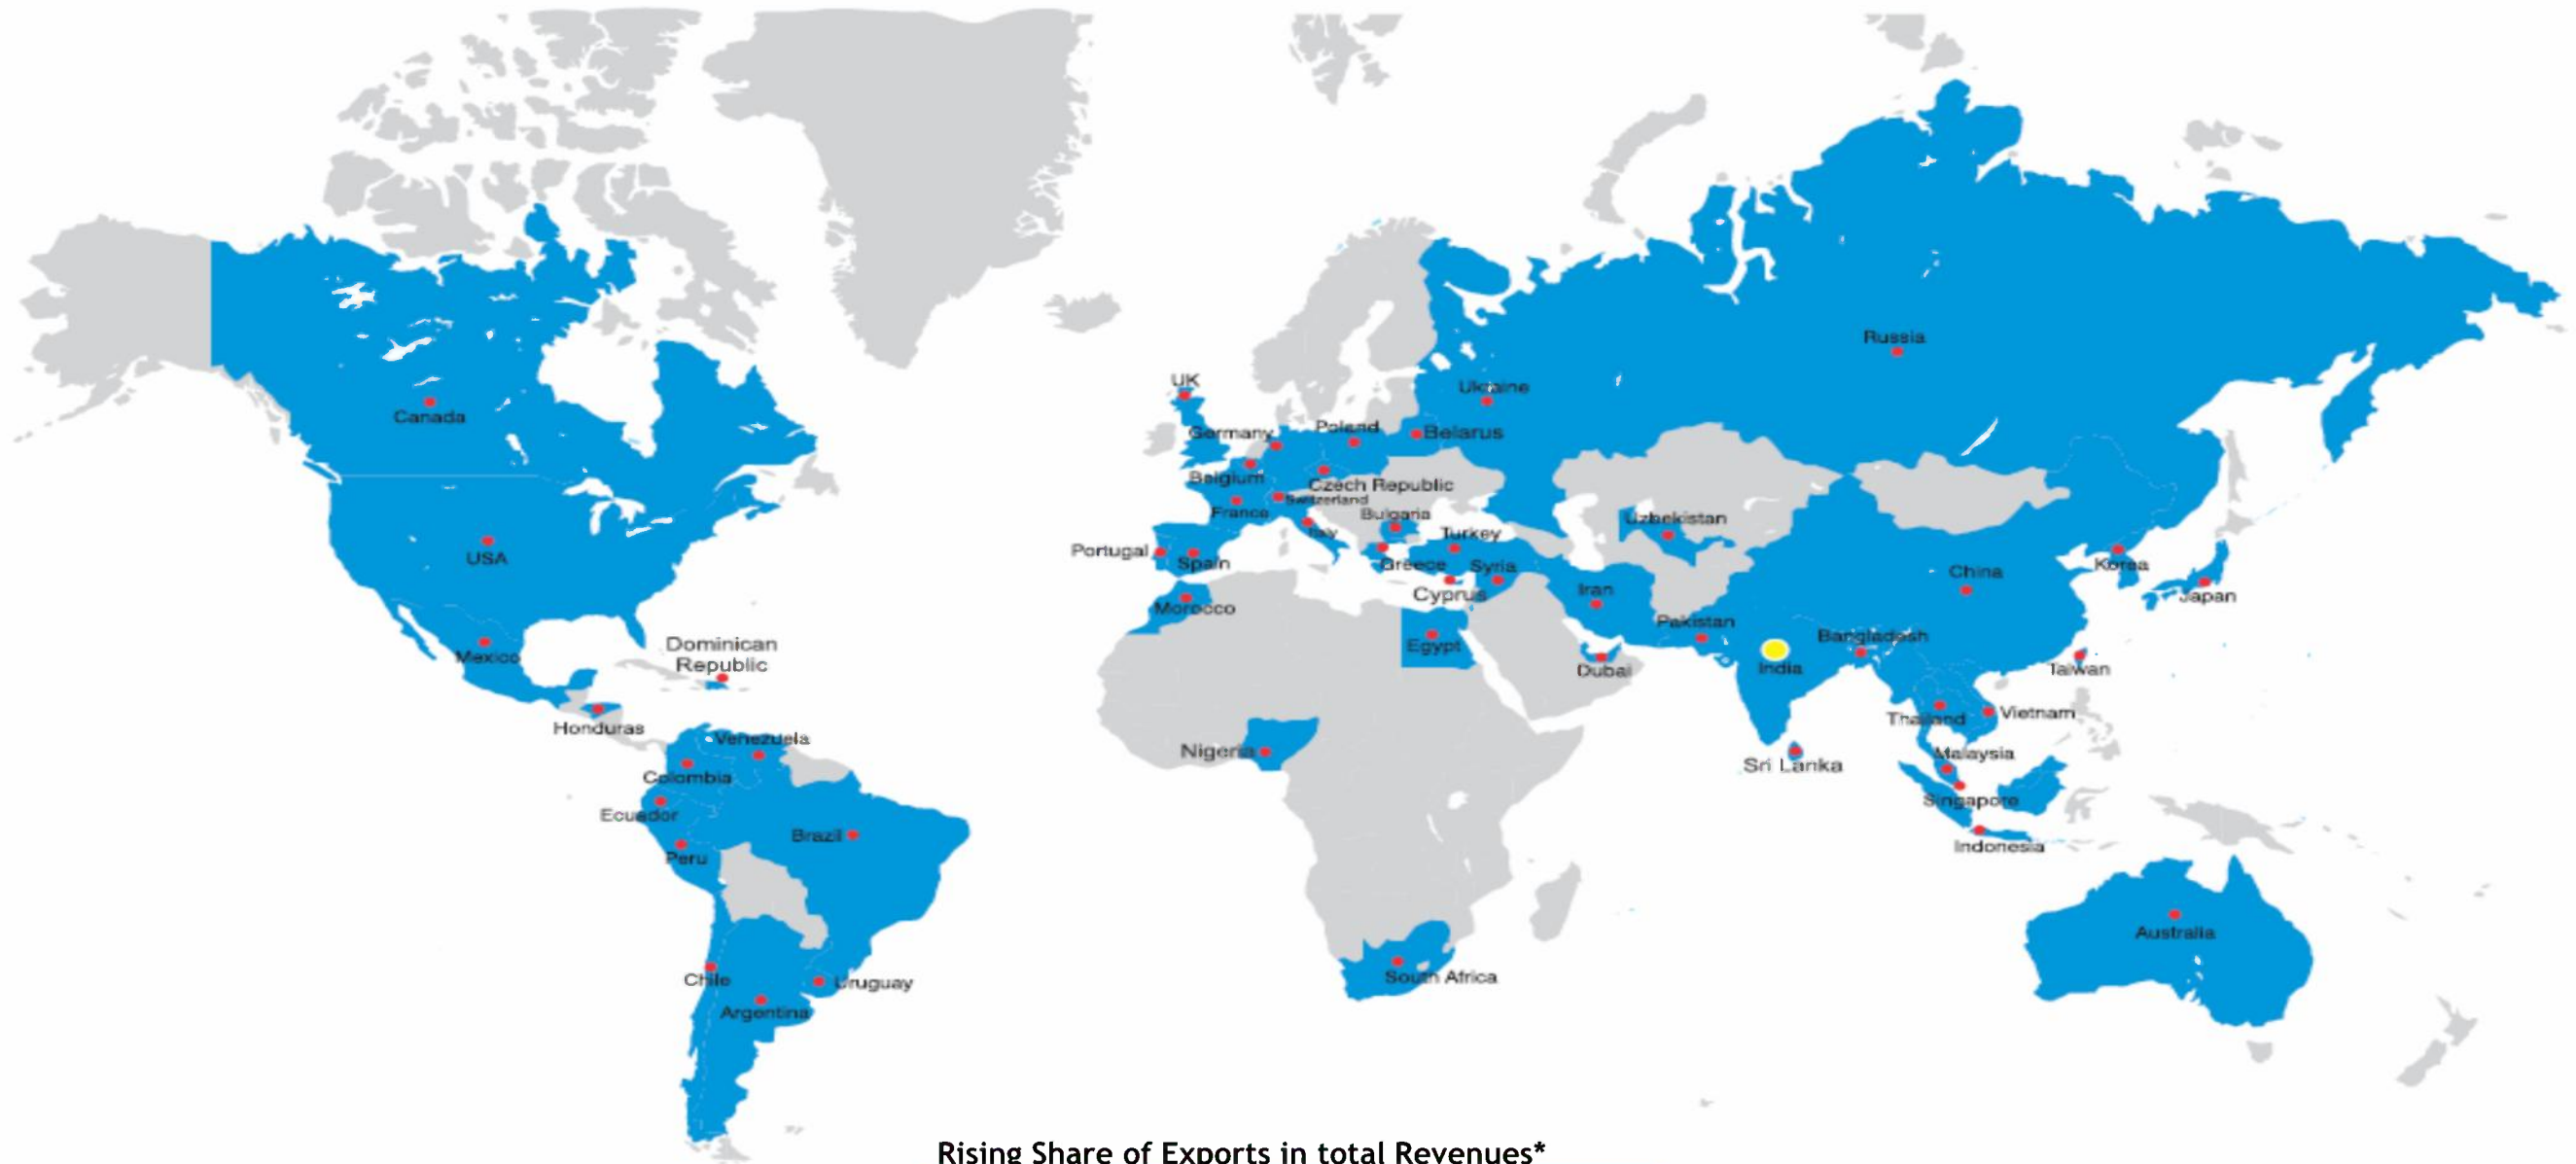 Russia
UK
Ukraine
Canada
Germany
Poland
Belarus
Belgium
Czech Republic
Switzerland
France
Bulgaria
Uzbekistan
Italy
Turkey
Portugal
Spain
Greece
Syria
USA
Korea
China
Iran
Cyprus
Japan
Morocco
Pakistan
Bangladesh
Egypt
Dominican
Republic
Mexico
Dubai
India
Taiwan
Honduras
Thailand
Vietnam
Venezuela
Nigeria
Malaysia
Sri Lanka
Colombia
Singapore
Ecuador
Brazil
Indonesia
Peru
Australia
South Africa
Chile
Uruguay
Argentina
Rising Share of Exports in total Revenues*